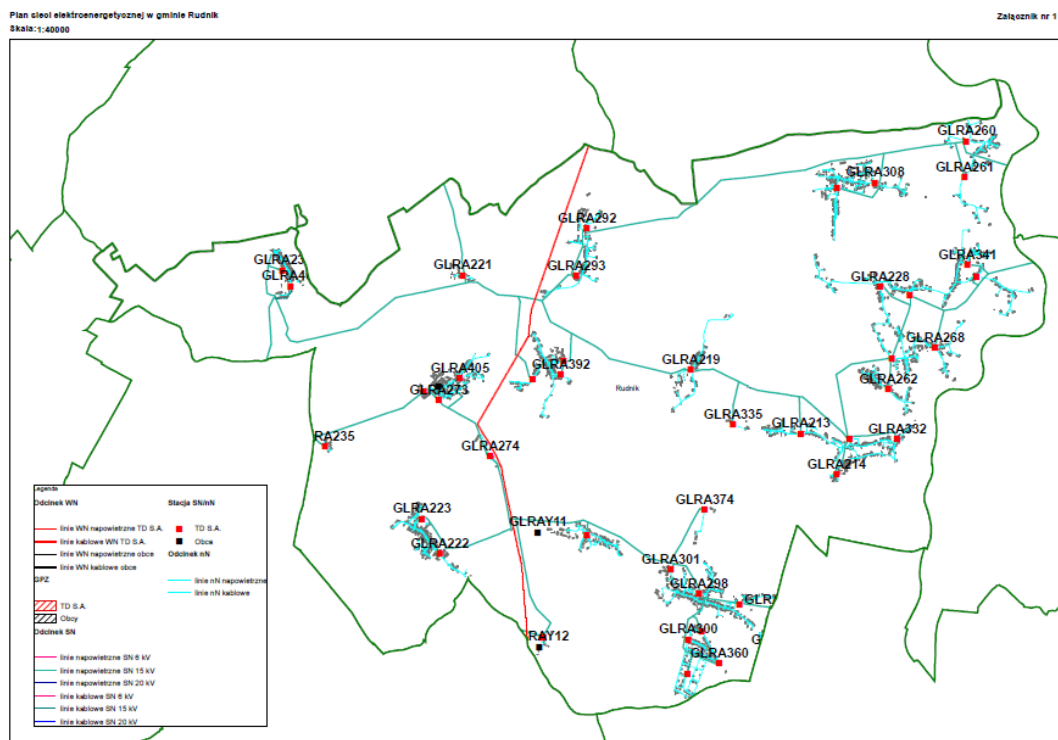 Plan sieci elektroenergetycznej w gminie Rudnik
Skala:1:40000
Załącznik nr 1
GLRA260
GLRA308
GLRA261
GLRA292
GLRA23
GLRA4
GLRA221
GLRA293
GLRA341
GLRA228
GLRA268
GLRA219
GLRA392
GLRA405
GLRA273
Rudnik
GLRA262
GLRA335
GLRA213
GLRA332
RA235
GLRA274
GLRA214
GLRA374
GLRA223
GLRAY11
GLRA222
GLRA301
GLRA298
GLR
GLRA300
RAY12
G
GLRA360
Legenda
Odcinek WN
linie WN napowietrzne TD S.A.
linie kablowe WN TD S.A.
linie WN napowietrzne obce
linie WN kablowe obce
GPZ
TD S.A.
Obcy
Odcinek SN
linie napowietrzne SN 6 kV
linie napowietrzne SN 15 kV
linie napowietrzne SN 20 kV
linie kablowe SN 6 kV
linie kablowe SN 15 kV
linie kablowe SN 20 kV
Stacja SN/nN
TD S.A.
Obce
Odcinek nN
linie nN napowietrzne
linie nN kablowe